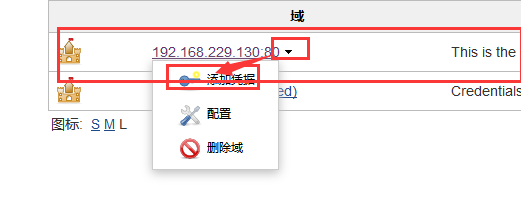 域
192.168.229.130:80
This is the
添加凭据
ed)
Credentials
配置
图标: S M L
删除域